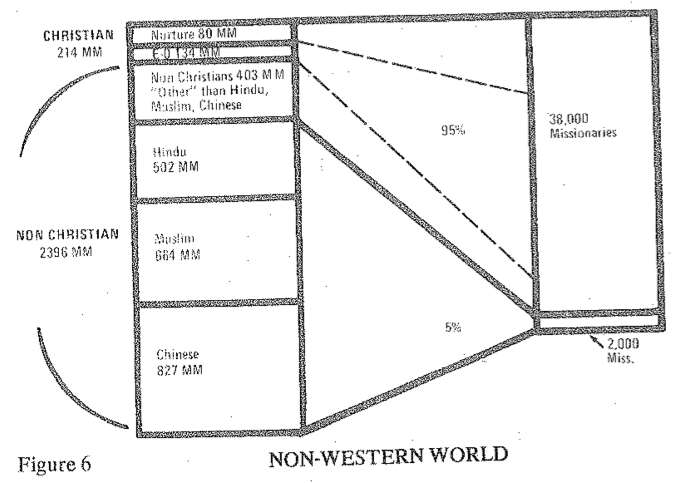 CHRISTIAN
214 MM
Nurture 80 MM
E-0 134 MM
Non Christians 403 MM
"Other" than Hindu,
Muslim, Chinese
Hindu
502 MM
NON CHRISTIAN
2396 MM
Muslim
664 MM
Chinese
827 MM
95%
5%
38,000
Missionaries
2,000
Miss.
Figure 6
NON-WESTERN WORLD